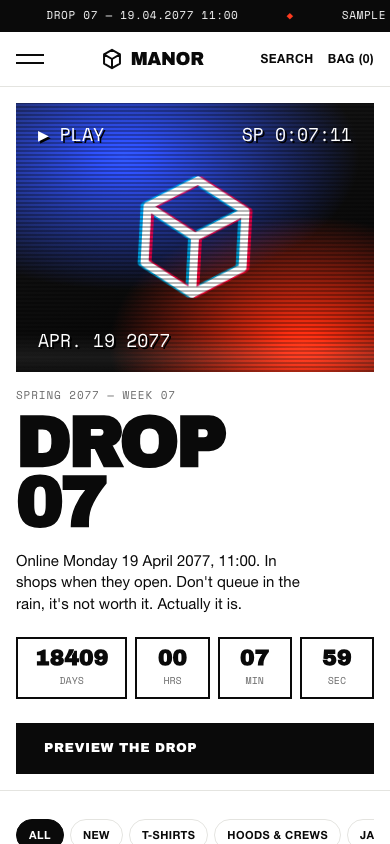 DROP 07 — 19.04.2077 11:00 ◆ SAMPLE
MANOR
SEARCH BAG (0)
▶ PLAY SP 0:07:11
APR. 19 2077
SPRING 2077 — WEEK 07
DROP
07
Online Monday 19 April 2077, 11:00. In
shops when they open. Don't queue in the
rain, it's not worth it. Actually it is.
18409 00 07 59
DAYS HRS MIN SEC
PREVIEW THE DROP
ALL NEW T-SHIRTS HOODS & CREWS JA